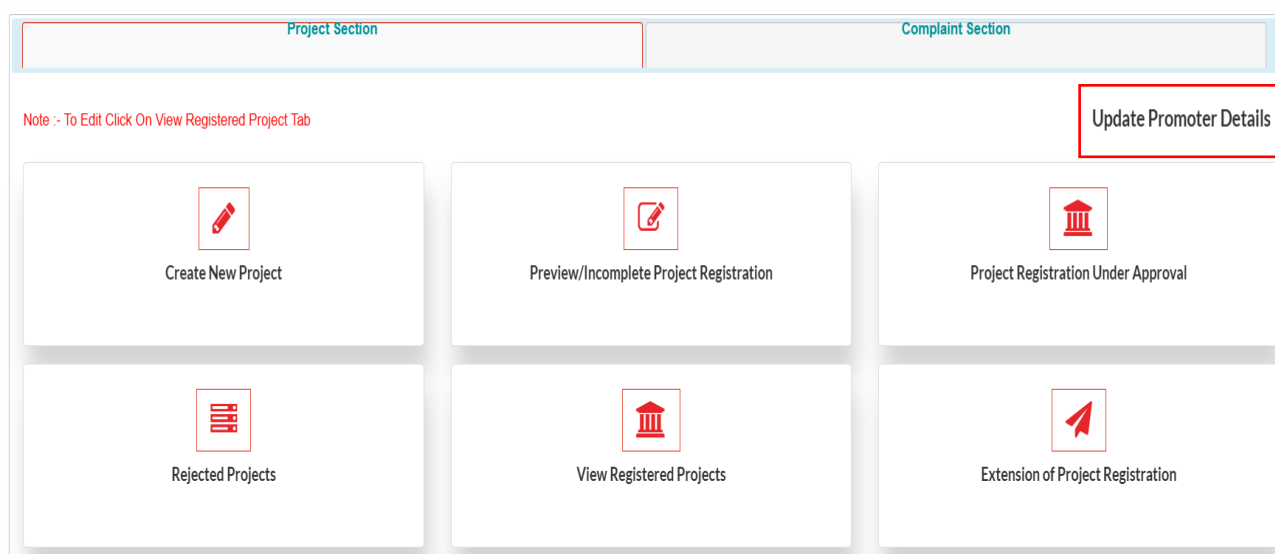 Project Section
Complaint Section
Note :- To Edit Click On View Registered Project Tab
Update Promoter Details
Create New Project
Preview/Incomplete Project Registration
Project Registration Under Approval
Rejected Projects
View Registered Projects
Extension of Project Registration